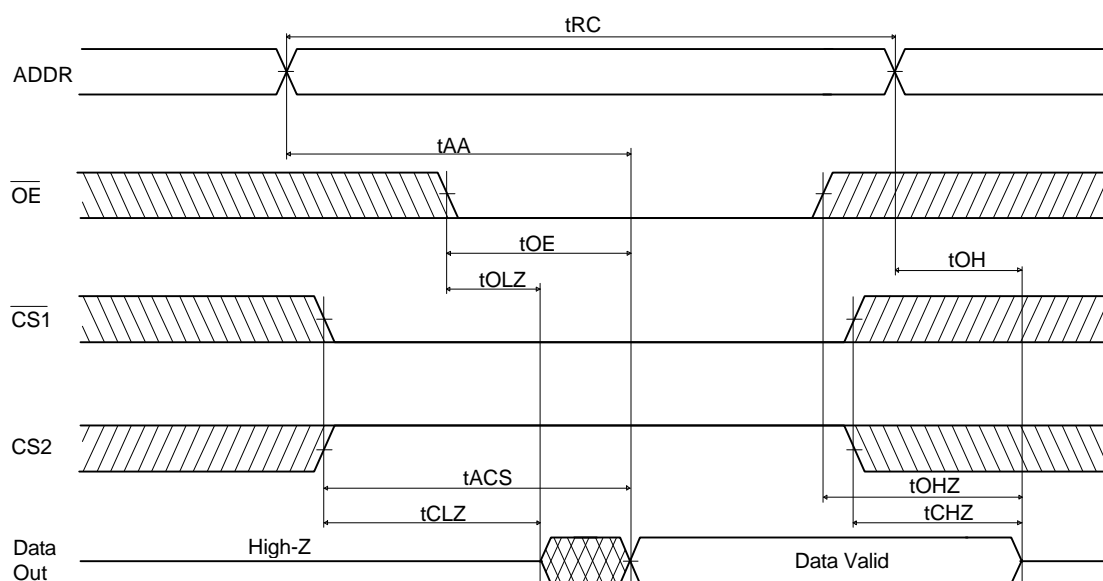 tRC
ADDR
tAA
OE
tOE
tOH
tOLZ
CS1
CS2
tACS
tOHZ
tCLZ
tCHZ
Data
Out
High-Z
Data Valid